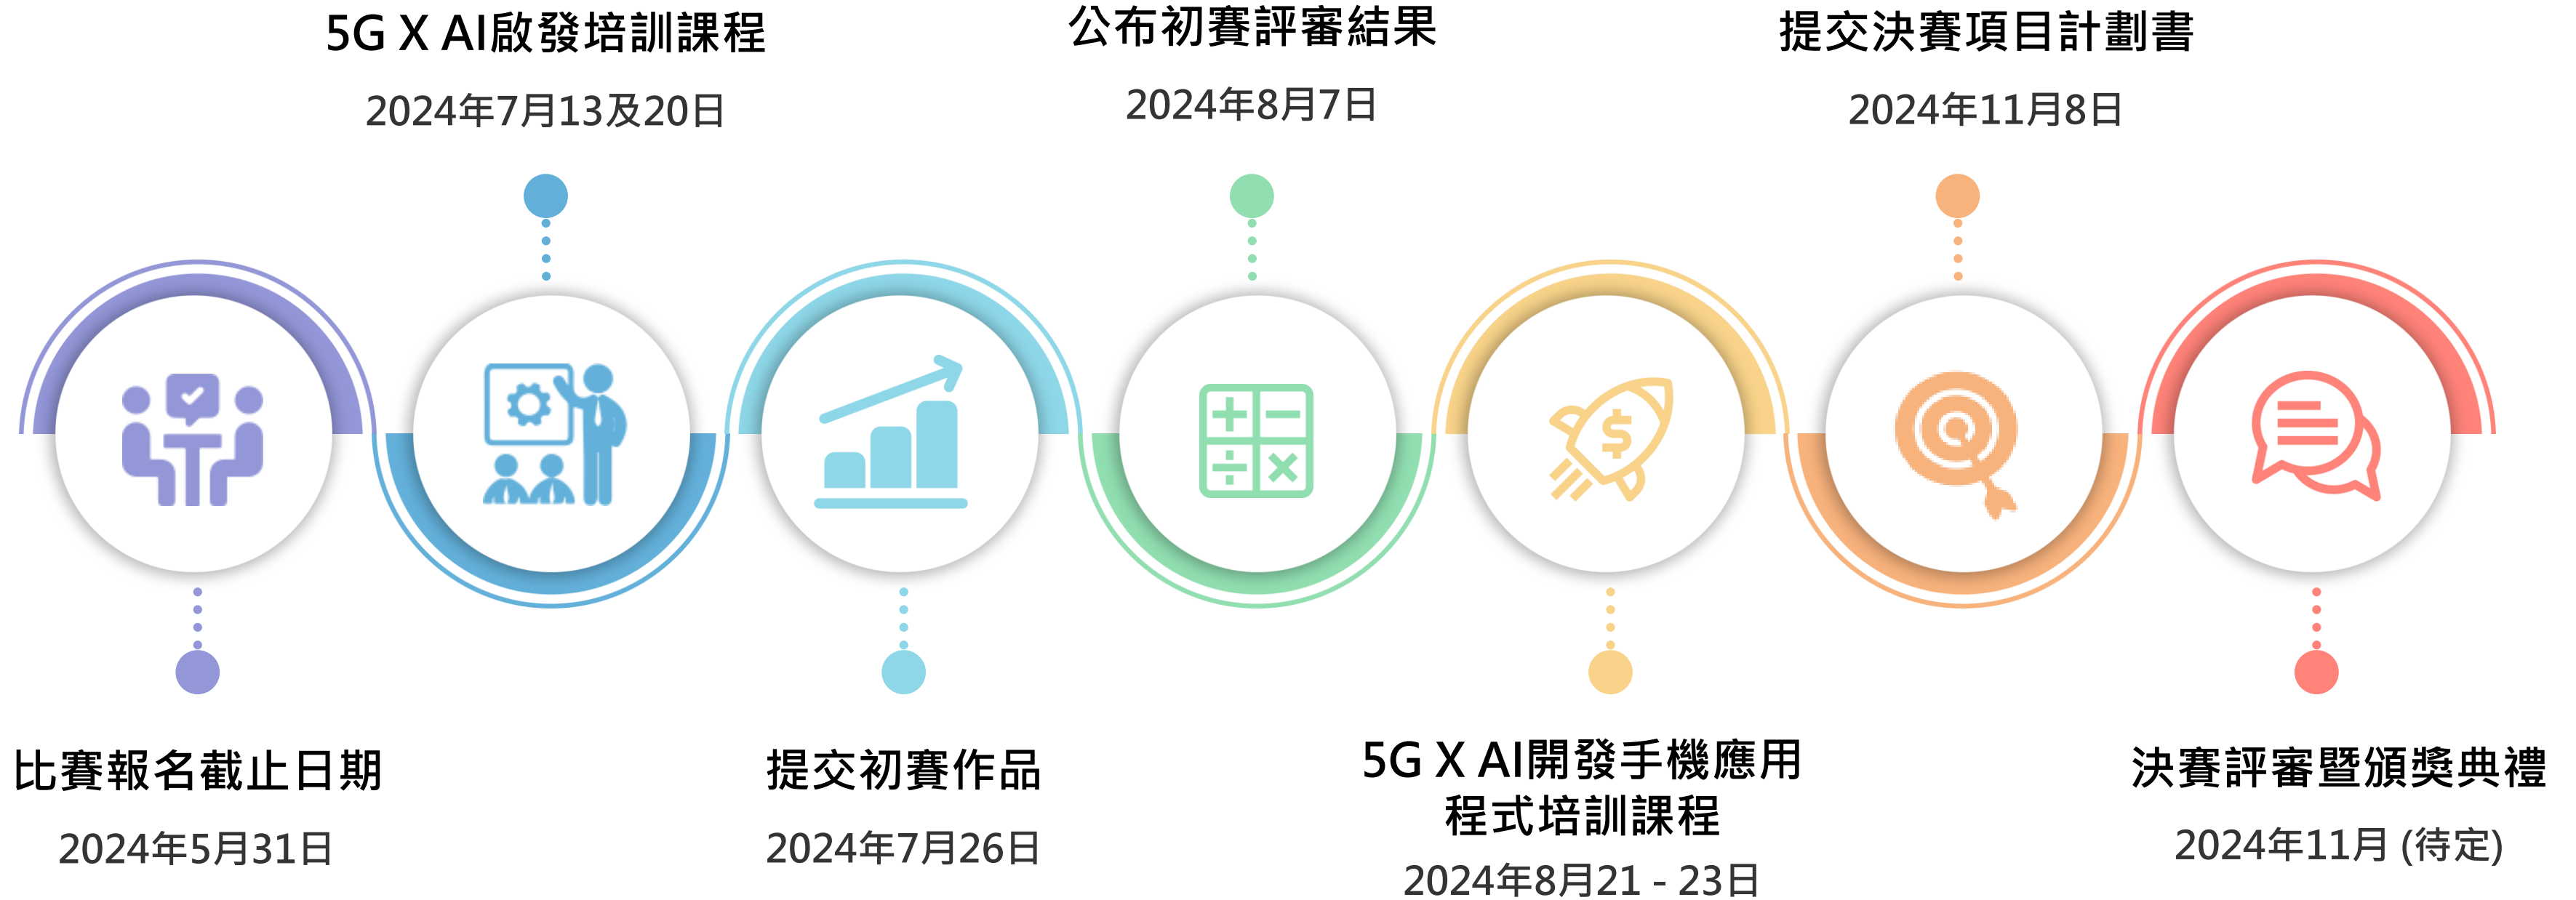 5G X AI啟發培訓課程
2024年7月13及20日
公布初賽評審結果
2024年8月7日
提交決賽項目計劃書
2024年11月8日
比賽報名截止日期
2024年5月31日
提交初賽作品
2024年7月26日
5G X AI開發手機應用
程式培訓課程
2024年8月21 - 23日
決賽評審暨頒獎典禮
2024年11月 (待定)